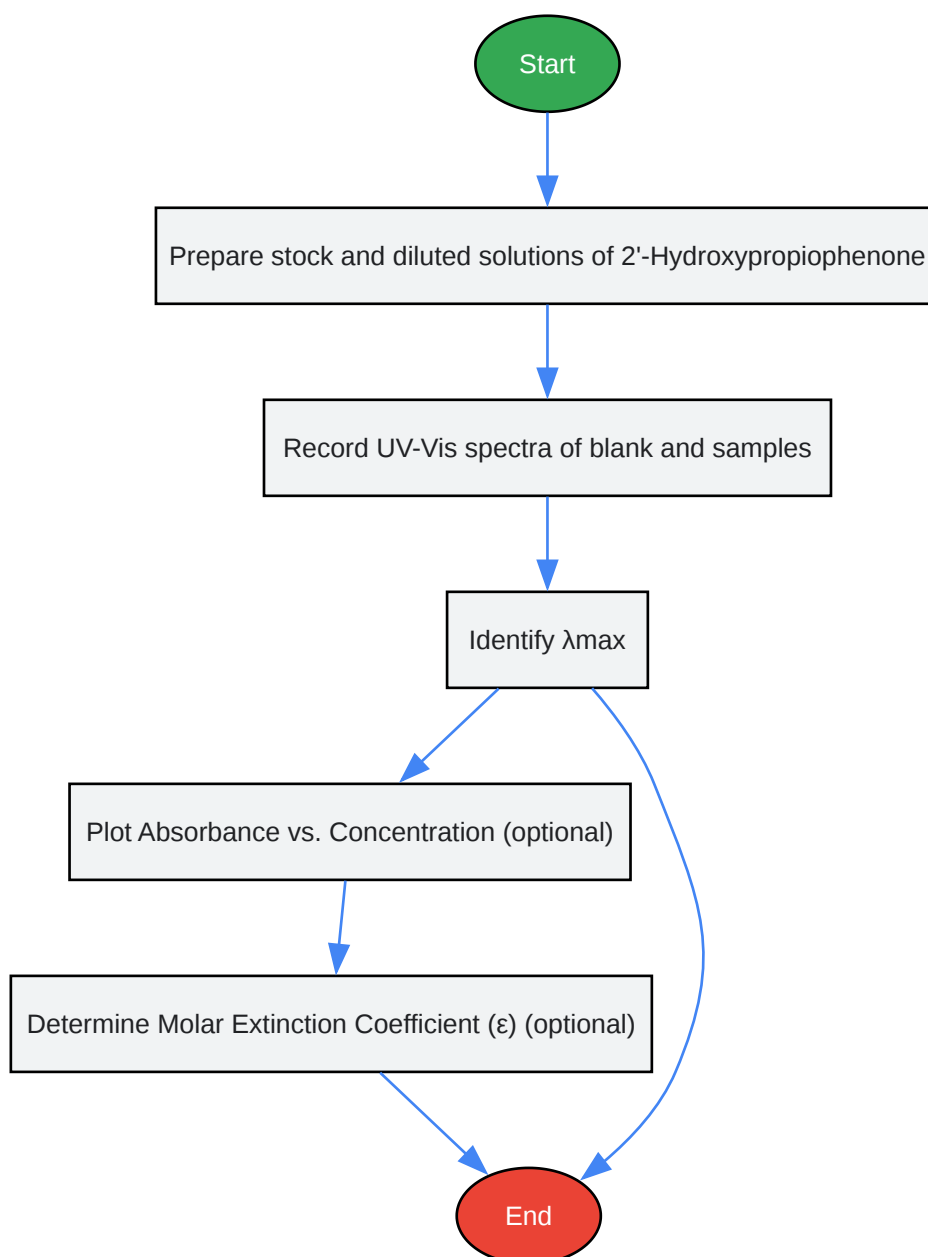 Start
Prepare stock and diluted solutions of 2'-Hydroxypropiophenone
Record UV-Vis spectra of blank and samples
Identify λmax
Plot Absorbance vs. Concentration (optional)
Determine Molar Extinction Coefficient (ε) (optional)
End